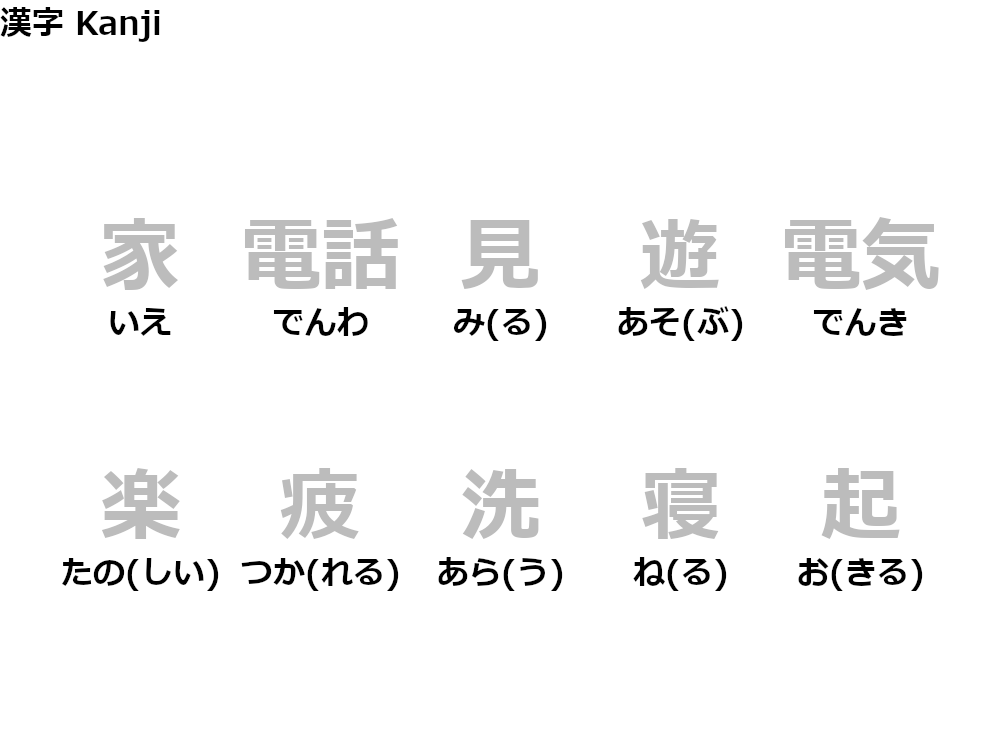 漢字 Kanji
家 電話 見 遊 電気
いえ でんわ み(る) あそ(ぶ) でんき
楽 疲 洗 寝 起
たの(しい) つか(れる) あら(う) ね(る) お(きる)